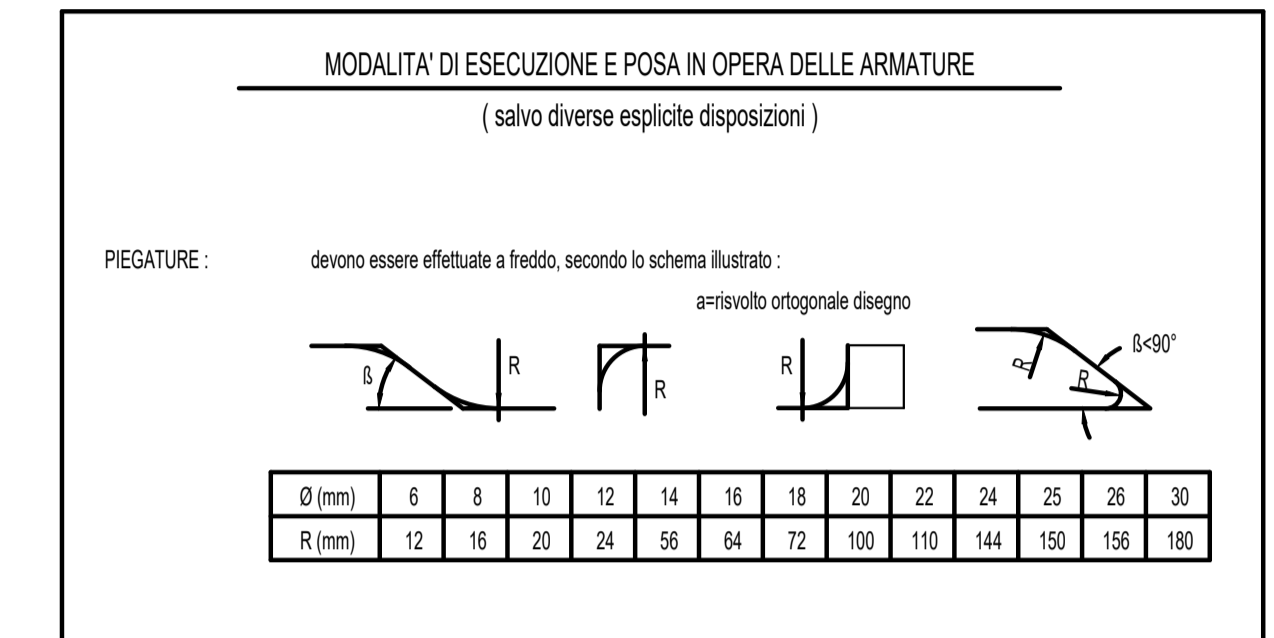 MODALITA' DI ESECUZIONE E POSA IN OPERA DELLE ARMATURE
( salvo diverse esplicite disposizioni )
PIEGATURE : devono essere effettuate a freddo, secondo lo schema illustrato :
a=risvolto ortogonale disegno
ß R R R R R ß<90°
Ø (mm) 6 8 10 12 14 16 18 20 22 24 25 26 30
R (mm) 12 16 20 24 56 64 72 100 110 144 150 156 180